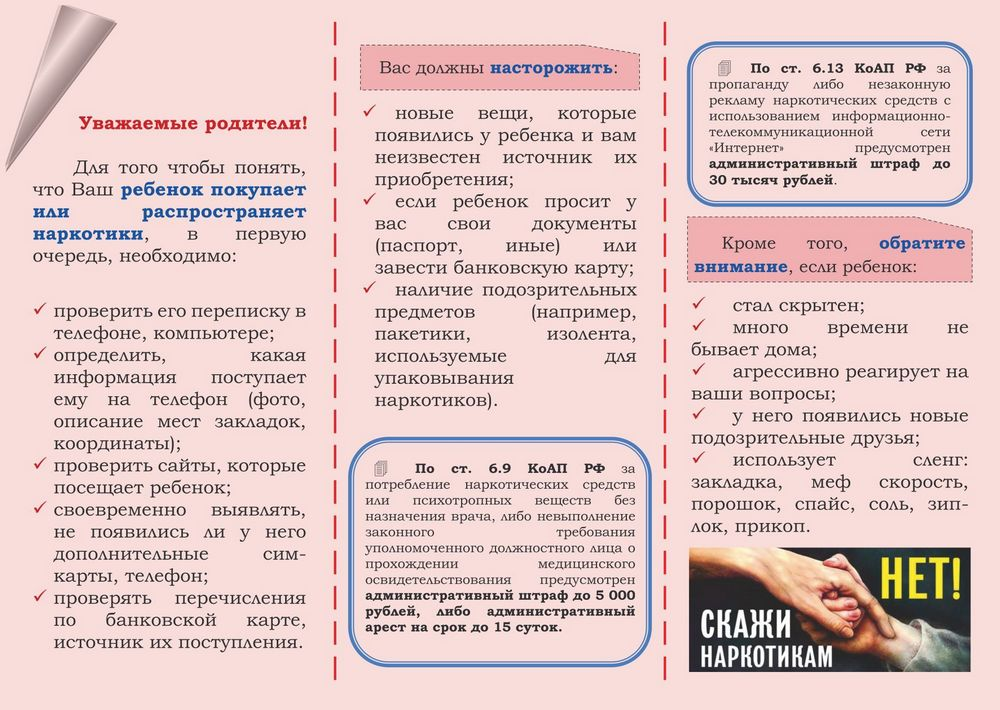 Уважаемые родители!
Для того чтобы понять,
что Ваш ребенок покупает
или распространяет
наркотики, в первую
очередь, необходимо:
✓ проверить его переписку в
телефоне, компьютере;
✓ определить, какая
информация поступает
ему на телефон (фото,
описание мест закладок,
координаты);
✓ проверить сайты, которые
посещает ребенок;
✓ своевременно выявлять,
не появились ли у него
дополнительные сим-
карты, телефон;
✓ проверять перечисления
по банковской карте,
источник их поступления.
Вас должны насторожить:
✓ новые вещи, которые
появились у ребенка и вам
неизвестен источник их
приобретения;
✓ если ребенок просит у
вас свои документы
(паспорт, иные) или
завести банковскую карту;
✓ наличие подозрительных
предметов (например,
пакетики, изолента,
используемые для
упаковывания
наркотиков).
По ст. 6.9 КоАП РФ за
потребление наркотических средств
или психотропных веществ без
назначения врача, либо невыполнение
законного требования
уполномоченного должностного лица о
прохождении медицинского
освидетельствования предусмотрен
административный штраф до 5 000
рублей, либо административный
арест на срок до 15 суток.
По ст. 6.13 КоАП РФ за
пропаганду либо незаконную
рекламу наркотических средств с
использованием информационно-
телекоммуникационной сети
«Интернет» предусмотрен
административный штраф до
30 тысяч рублей.
Кроме того, обратите
внимание, если ребенок:
✓ стал скрытен;
✓ много времени не
бывает дома;
✓ агрессивно реагирует на
ваши вопросы;
✓ у него появились новые
подозрительные друзья;
✓ использует сленг:
закладка, меф скорость,
порошок, спайс, соль, зип-
лок, прикоп.
НЕТ!
СКАЖИ
НАРКОТИКАМ